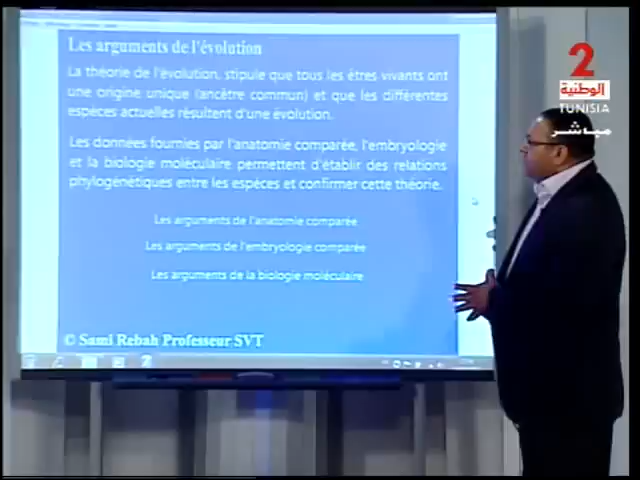 Les arguments de l'évolution
La théorie de l'évolution, stipule que tous les êtres vivants ont
une origine unique (ancêtre commun) et que les différentes
espèces actuelles résultent d'une évolution.
Les données fournies par l'anatomie comparée, l'embryologie
et la biologie moléculaire permettent d'établir des relations
phylogénétiques entre les espèces et confirmer cette théorie.
Les arguments de l'anatomie comparée
Les arguments de l'embryologie comparée
Les arguments de la biologie moléculaire
© Sami Rebah Professeur SVT
2
الوطنية
TUNISIA
مباشر